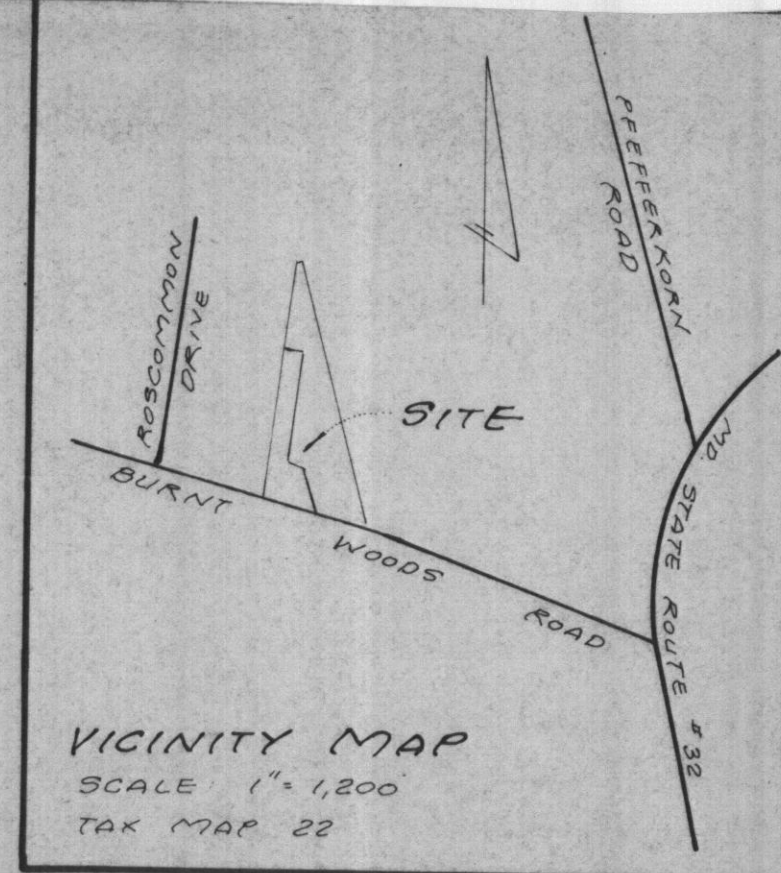 PFEFFERKORN
ROAD
ROSCOMMON
DRIVE
SITE
BURNT WOODS ROAD
MD. STATE ROUTE #32
VICINITY MAP
SCALE 1"= 1,200'
TAX MAP 22